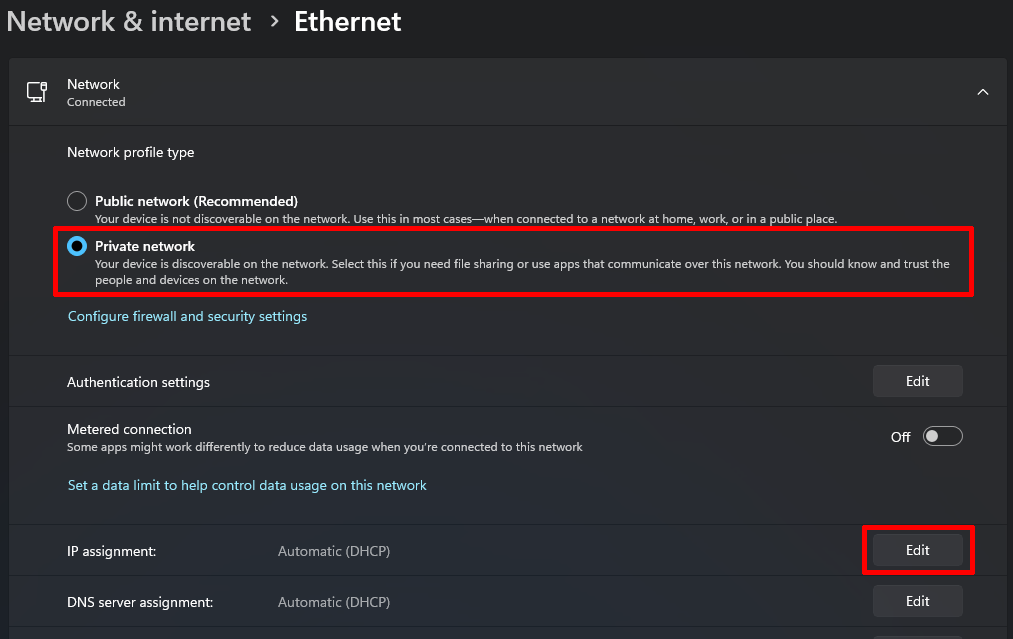 Network & internet > Ethernet
Network
Connected
Network profile type
Public network (Recommended)
Your device is not discoverable on the network. Use this in most cases—when connected to a network at home, work, or in a public place.
Private network
Your device is discoverable on the network. Select this if you need file sharing or use apps that communicate over this network. You should know and trust the
people and devices on the network.
Configure firewall and security settings
Authentication settings Edit
Metered connection
Some apps might work differently to reduce data usage when you're connected to this network
Off
Set a data limit to help control data usage on this network
IP assignment: Automatic (DHCP) Edit
DNS server assignment: Automatic (DHCP) Edit